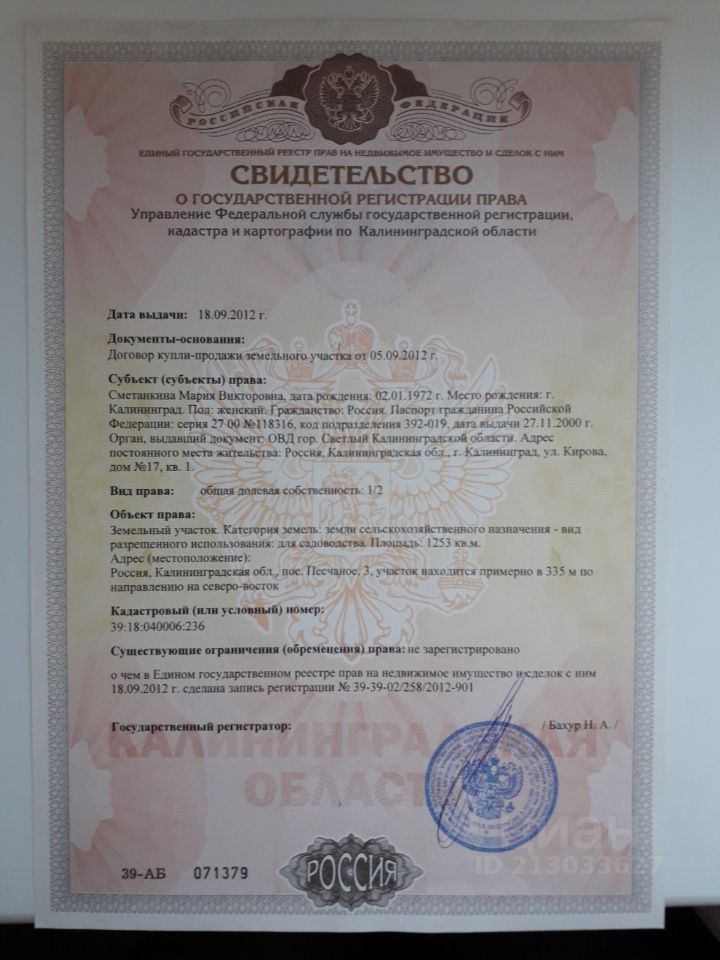 РОССИЙСКАЯ ФЕДЕРАЦИЯ
ЕДИНЫЙ ГОСУДАРСТВЕННЫЙ РЕЕСТР ПРАВ НА НЕДВИЖИМОЕ ИМУЩЕСТВО И СДЕЛОК С НИМ
СВИДЕТЕЛЬСТВО
О ГОСУДАРСТВЕННОЙ РЕГИСТРАЦИИ ПРАВА
Управление Федеральной службы государственной регистрации,
кадастра и картографии по Калининградской области
Дата выдачи: 18.09.2012 г.
Документы-основания:
Договор купли-продажи земельного участка от 05.09.2012 г.
Субъект (субъекты) права:
Сметанкина Мария Викторовна, дата рождения: 02.01.1972 г. Место рождения: г.
Калининград. Пол: женский. Гражданство: Россия. Паспорт гражданина Российской
Федерации: серия 27 00 №118316, код подразделения 392-019, дата выдачи 27.11.2000 г.
Орган, выдавший документ: ОВД гор. Светлый Калининградской области. Адрес
постоянного места жительства: Россия, Калининградская обл., г. Калининград, ул. Кирова,
дом №17, кв. 1.
Вид права: общая долевая собственность: 1/2
Объект права:
Земельный участок. Категория земель: земли сельскохозяйственного назначения - вид
разрешенного использования: для садоводства. Площадь: 1253 кв.м.
Адрес (местоположение):
Россия, Калининградская обл., пос. Песчаное, 3, участок находится примерно в 335 м по
направлению на северо-восток
Кадастровый (или условный) номер:
39:18:040006:236
Существующие ограничения (обременения) права: не зарегистрировано
о чем в Едином государственном реестре прав на недвижимое имущество и сделок с ним
18.09.2012 г. сделана запись регистрации № 39-39-02/258/2012-901
Государственный регистратор: / Бахур Н. А. /
КАЛИНИНГРАДСКАЯ
ОБЛАСТЬ
циан
ID 213033627
39-АБ 071379
РОССИЯ